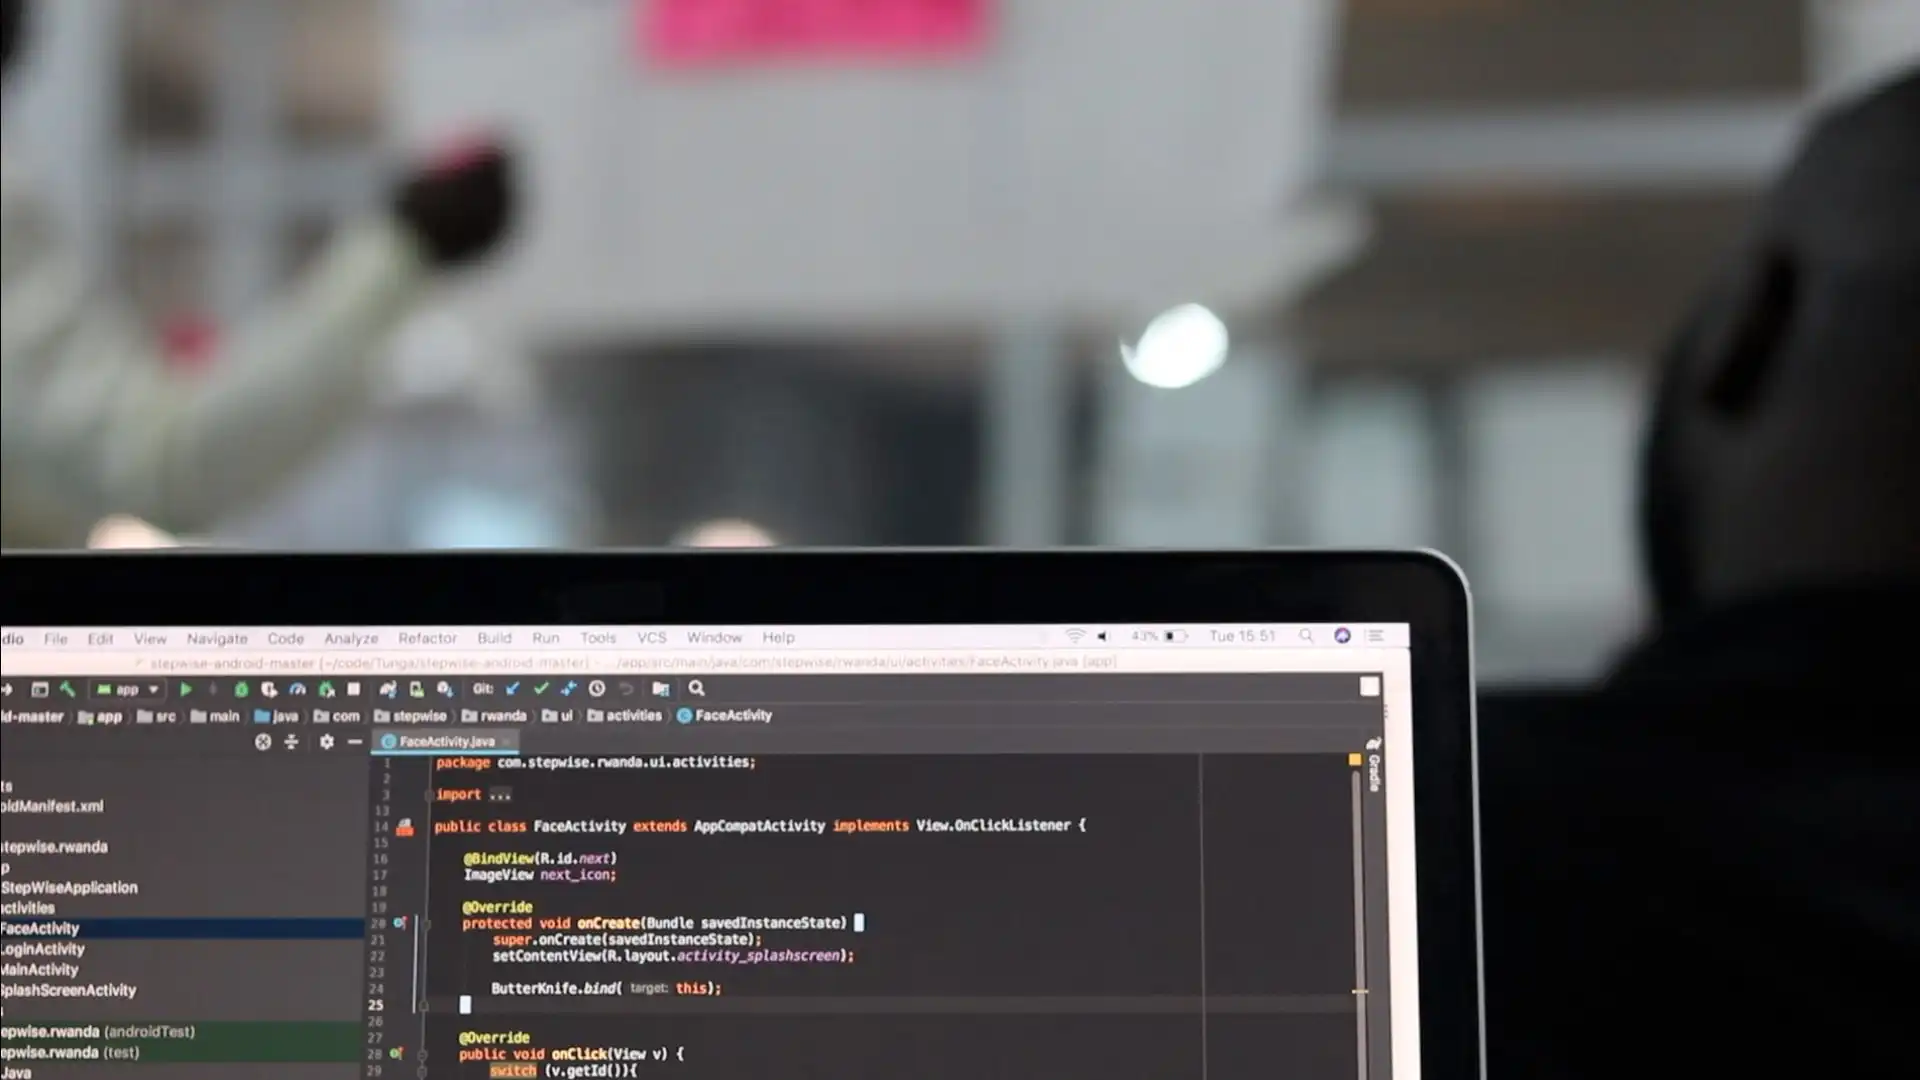 dio File Edit View Navigate Code Analyze Refactor Build Run Tools VCS Window Help 43% Tue 15:51
stepwise-android-master [~/code/Tunga/stepwise-android-master] - .../app/src/main/java/com/stepwise/rwanda/ui/activities/FaceActivity.java [app]
app Git:
ld-master app src main java com stepwise rwanda ui activities FaceActivity
FaceActivity.java
Gradle
ts
oidManifest.xml
stepwise.rwanda
p
StepWiseApplication
activities
FaceActivity
LoginActivity
MainActivity
SplashScreenActivity
epwise.rwanda (androidTest)
epwise.rwanda (test)
Java
1 package com.stepwise.rwanda.ui.activities;
2
3 import ...
13
14 public class FaceActivity extends AppCompatActivity implements View.OnClickListener {
15
16 @BindView(R.id.next)
17 ImageView next_icon;
18
19 @Override
20 protected void onCreate(Bundle savedInstanceState)
21 super.onCreate(savedInstanceState);
22 setContentView(R.layout.activity_splashscreen);
23
24 ButterKnife.bind( target: this);
25
26
27 @Override
28 public void onClick(View v) {
29 switch (v.getId()){